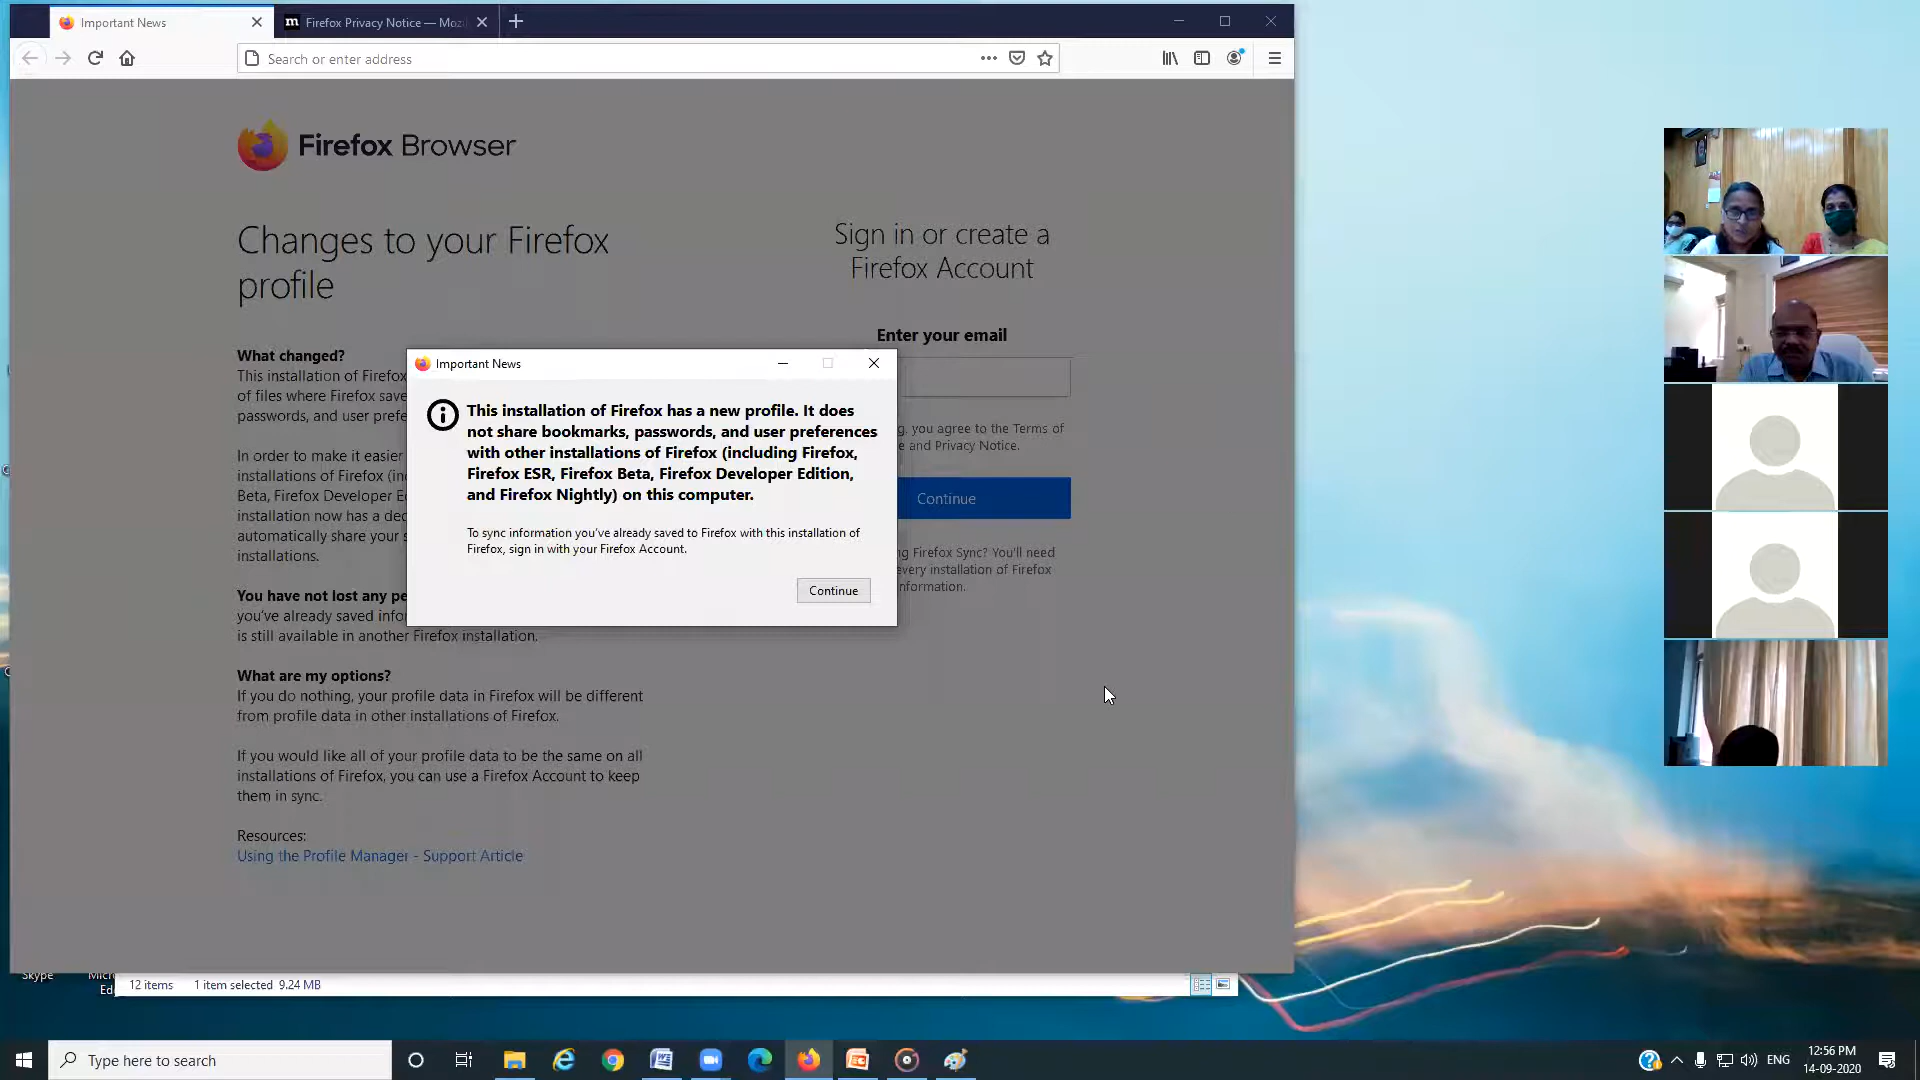 Important News
Firefox Privacy Notice — Mozi
Search or enter address
Firefox Browser
Changes to your Firefox
profile
Sign in or create a
Firefox Account
Enter your email
What changed?
This installation of Firefox
of files where Firefox save
passwords, and user prefe
In order to make it easier
installations of Firefox (in
Beta, Firefox Developer Ed
installation now has a dec
automatically share your s
installations.
You have not lost any pe
you've already saved info
is still available in another Firefox installation.
What are my options?
If you do nothing, your profile data in Firefox will be different
from profile data in other installations of Firefox.
If you would like all of your profile data to be the same on all
installations of Firefox, you can use a Firefox Account to keep
them in sync.
Resources:
Using the Profile Manager - Support Article
Important News
This installation of Firefox has a new profile. It does
not share bookmarks, passwords, and user preferences
with other installations of Firefox (including Firefox,
Firefox ESR, Firefox Beta, Firefox Developer Edition,
and Firefox Nightly) on this computer.
To sync information you've already saved to Firefox with this installation of
Firefox, sign in with your Firefox Account.
Continue
g, you agree to the Terms of
e and Privacy Notice.
Continue
ng Firefox Sync? You'll need
every installation of Firefox
nformation.
Skype
Micr
Ed
12 items 1 item selected 9.24 MB
Type here to search
ENG
12:56 PM
14-09-2020